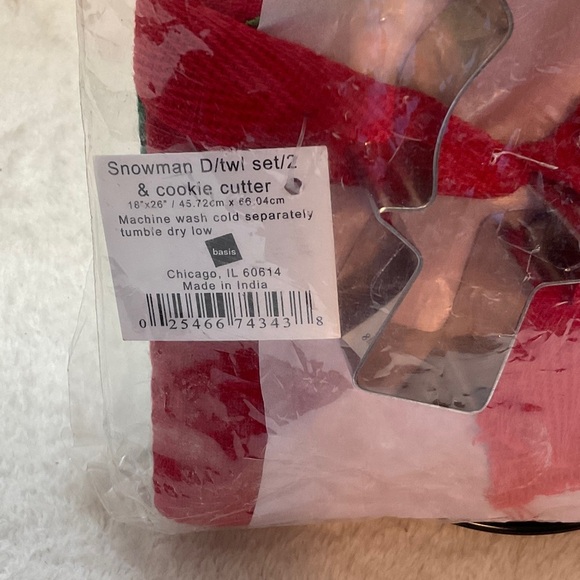 Snowman D/twl set/2
& cookie cutter
18"x26" / 45.72cm x 66.04cm
Machine wash cold separately
tumble dry low
basis
Chicago, IL 60614
Made in India
0 25466 74343 8